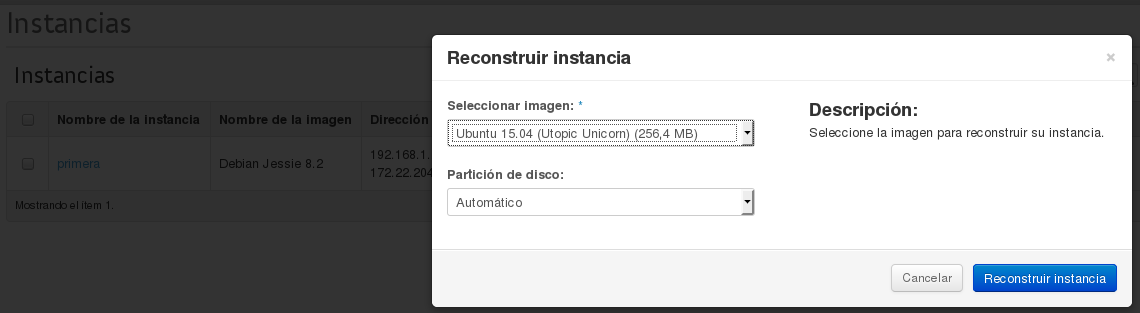 Instancias
Instancias
Nombre de la instancia Nombre de la imagen Dirección
primera Debian Jessie 8.2 192.168.1.
172.22.204
Mostrando el ítem 1.
Reconstruir instancia ×
Seleccionar imagen: *
Ubuntu 15.04 (Utopic Unicorn) (256,4 MB)
Partición de disco:
Automático
Descripción:
Seleccione la imagen para reconstruir su instancia.
Cancelar Reconstruir instancia